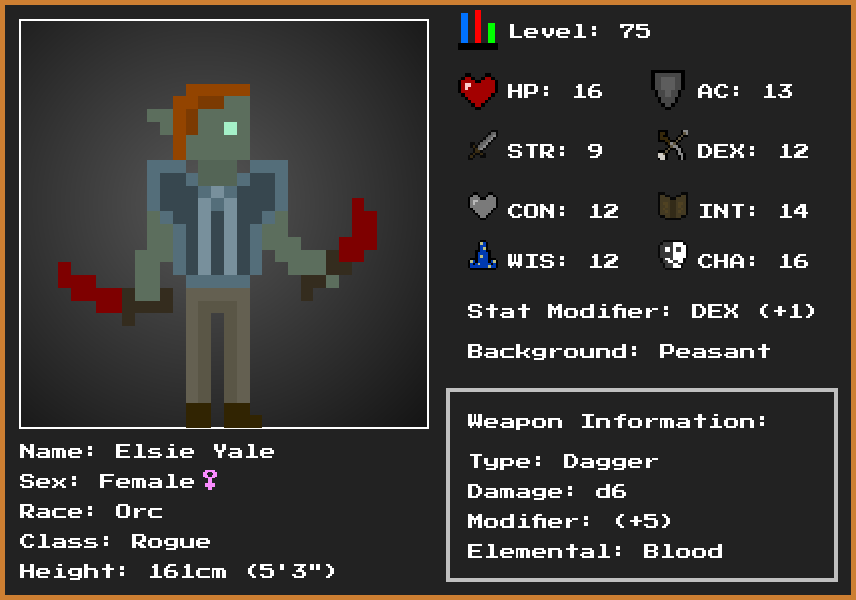 Level: 75
HP: 16
AC: 13
STR: 9
DEX: 12
CON: 12
INT: 14
WIS: 12
CHA: 16
Stat Modifier: DEX (+1)
Background: Peasant
Weapon Information:
Type: Dagger
Damage: d6
Modifier: (+5)
Elemental: Blood
Name: Elsie Yale
Sex: Female♀
Race: Orc
Class: Rogue
Height: 161cm (5'3")